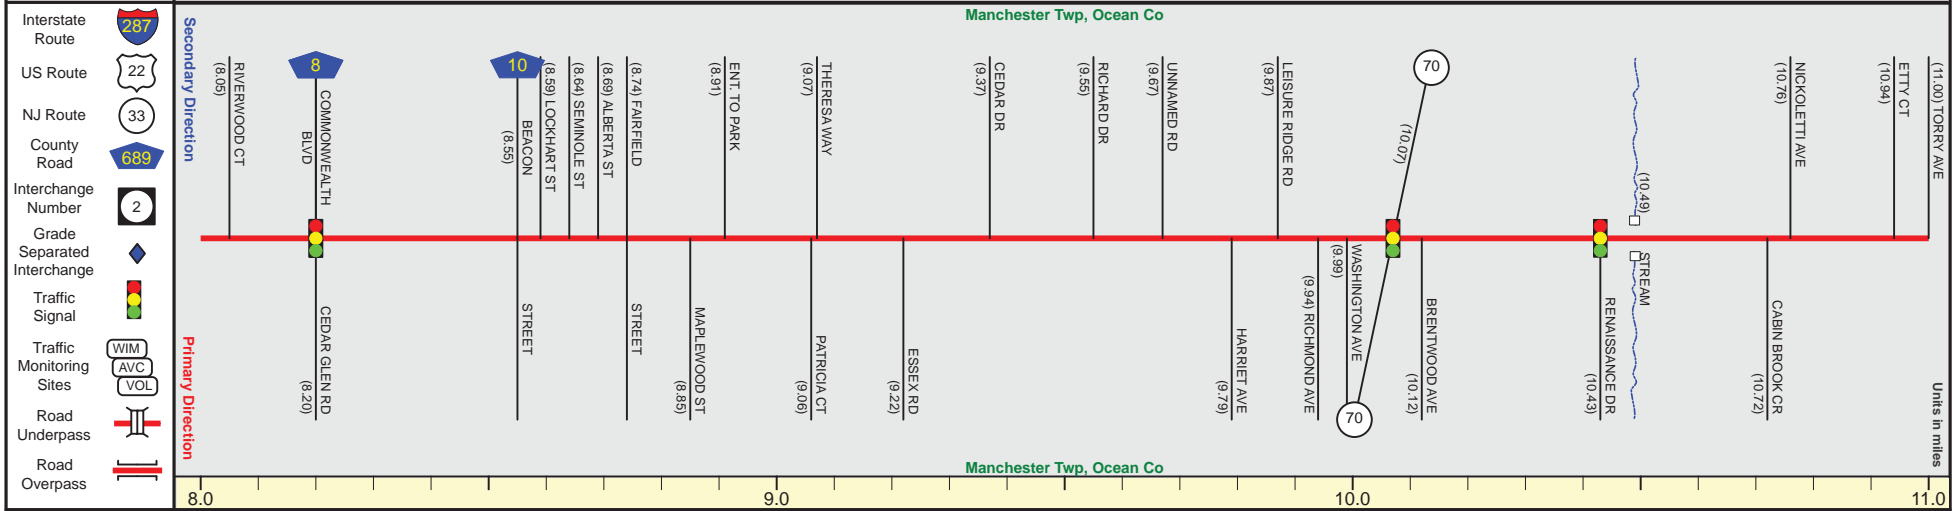 Interstate
Route
287
US Route
22
NJ Route
33
County
Road
689
Interchange
Number
2
Grade
Separated
Interchange
Traffic
Signal
Traffic
Monitoring
Sites
WIM
AVC
VOL
Road
Underpass
Road
Overpass
Secondary Direction
Primary Direction
Manchester Twp, Ocean Co
(8.05)
RIVERWOOD CT
8
COMMONWEALTH
BLVD
10
BEACON
(8.55)
(8.59) LOCKHART ST
(8.64) SEMINOLE ST
(8.69) ALBERTA ST
(8.74) FAIRFIELD
(8.91)
ENT. TO PARK
(9.07)
THERESA WAY
(9.37)
CEDAR DR
(9.55)
RICHARD DR
(9.67)
UNNAMED RD
(9.87)
LEISURE RIDGE RD
70
(10.07)
(10.49)
STREAM
(10.76)
NICKOLETTI AVE
(10.94)
ETTY CT
(11.00) TORRY AVE
CEDAR GLEN RD
(8.20)
STREET
STREET
MAPLEWOOD ST
(8.85)
PATRICIA CT
(9.06)
ESSEX RD
(9.22)
HARRIET AVE
(9.79)
(9.94) RICHMOND AVE
WASHINGTON AVE
(9.99)
70
BRENTWOOD AVE
(10.12)
RENAISSANCE DR
(10.43)
CABIN BROOK CR
(10.72)
Units in miles
Manchester Twp, Ocean Co
8.0
9.0
10.0
11.0